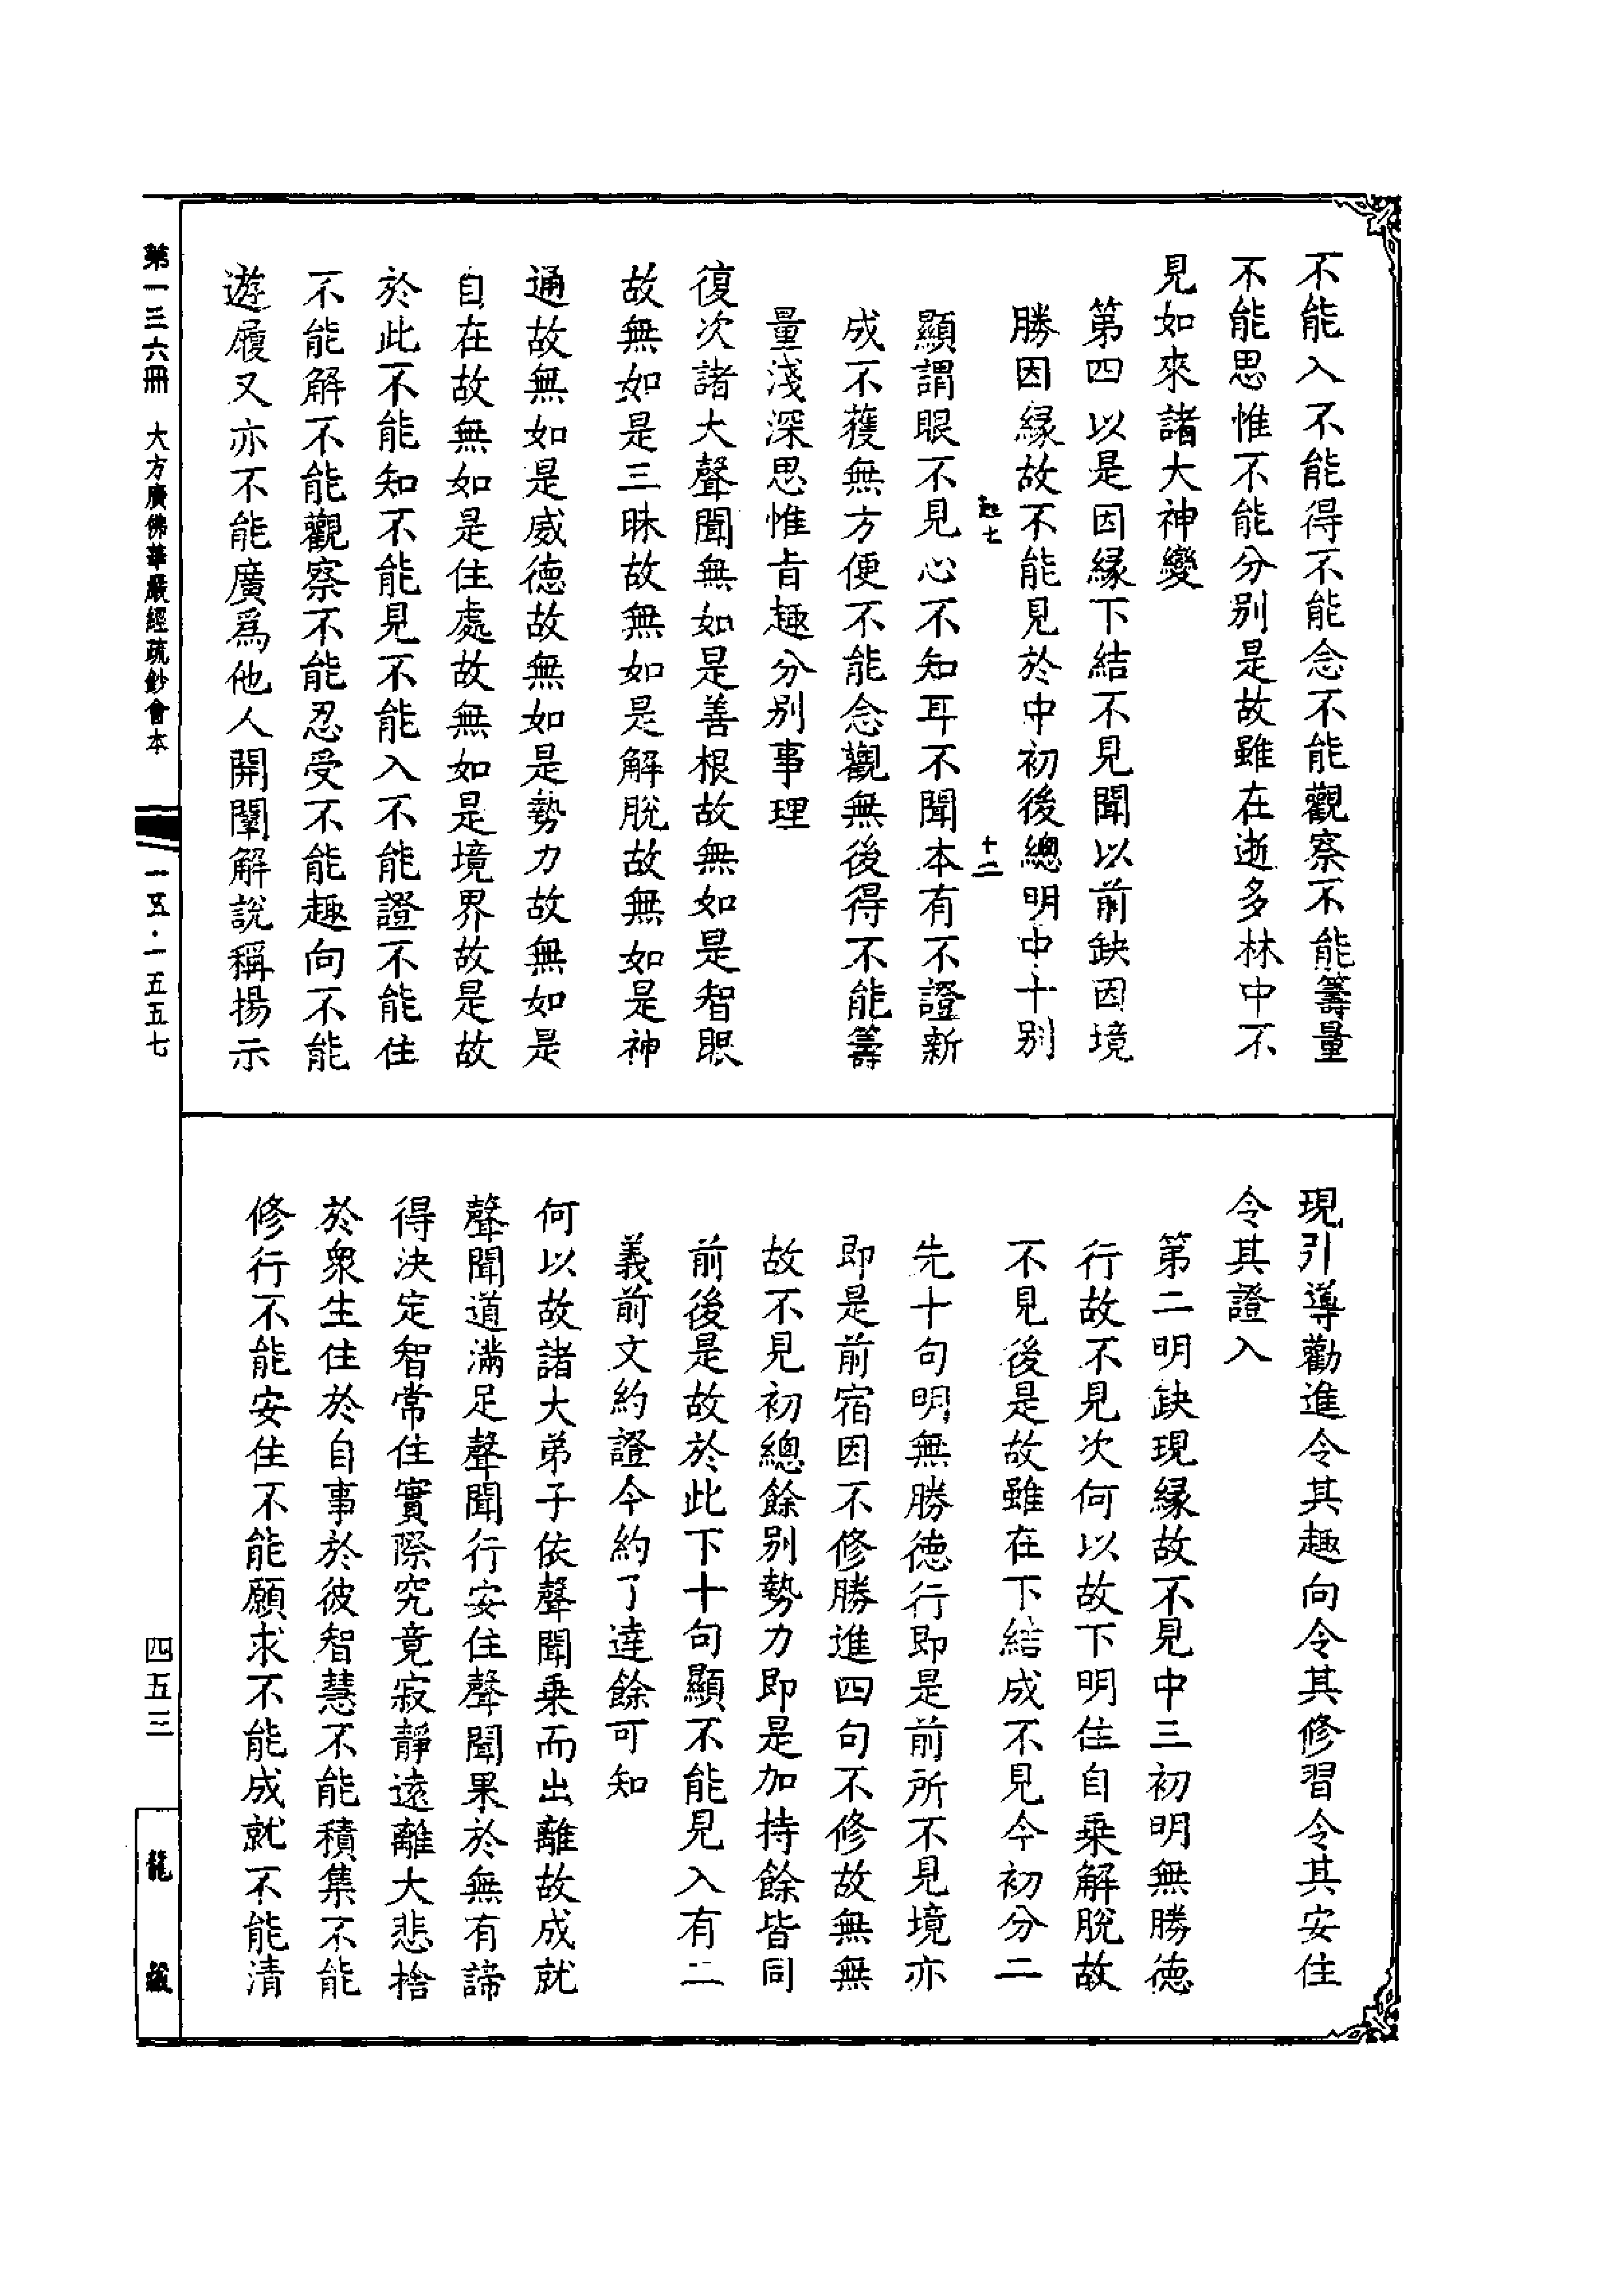 不能入不能得不能念不能觀察不能籌量
不能思惟不能分别是故雖在逝多林中不
見如來諸大神變
第四以是因緣下結不見聞以前缺因境
勝因緣故不能見於中初後總明中十别
起七
十二
顯謂眼不見心不知耳不聞本有不證新
成不獲無方便不能念觀無後得不能籌
量淺深思惟旨趣分别事理
復次諸大聲聞無如是善根故無如是智眼
故無如是三昧故無如是解脫故無如是神
通故無如是威德故無如是勢力故無如是
自在故無如是住處故無如是境界故是故
於此不能知不能見不能入不能證不能住
不能解不能觀察不能忍受不能趣向不能
遊履又亦不能廣爲他人開闡解說稱揚示
現引導勸進令其趣向令其修習令其安住
令其證入
第二明缺現緣故不見中三初明無勝德
行故不見次何以故下明住自乗解脫故
不見後是故雖在下結成不見今初分二
先十句明無勝德行即是前所不見境亦
即是前宿因不修勝進四句不修故無無
故不見初總餘别勢力即是加持餘皆同
前後是故於此下十句顯不能見入有二
義前文約證今約了達餘可知
何以故諸大弟子依聲聞乗而出離故成就
聲聞道滿足聲聞行安住聲聞果於無有諦
得決定智常住實際究竟寂靜遠離大悲捨
於衆生住於自事於彼智慧不能積集不能
修行不能安住不能願求不能成就不能清
第一三六冊 大方廣佛華嚴經疏鈔會本
一五·一五五七
四五三
龍藏